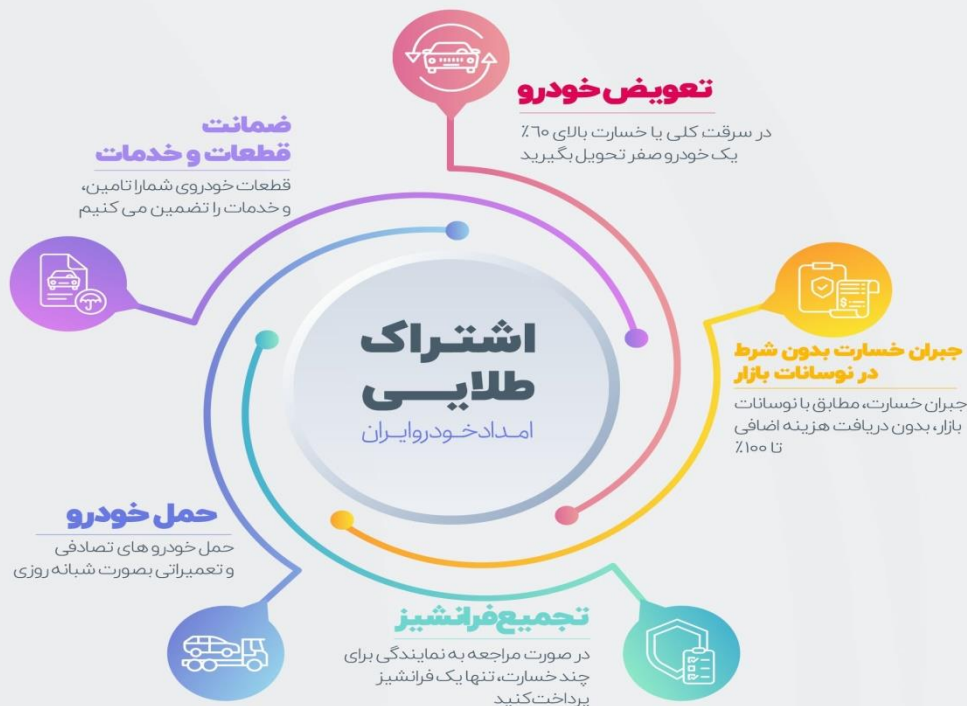 تعویض خودرو
در سرقت کلی یا خسارت بالای ۶۰٪
یک خودرو صفر تحویل بگیرید
ضمانت
قطعات و خدمات
قطعات خودروی شمارا تامین،
و خدمات را تضمین می کنیم
اشتراک
طلایی
امدادخودروایران
جبران خسارت بدون شرط
در نوسانات بازار
جبران خسارت، مطابق با نوسانات
بازار، بدون دریافت هزینه اضافی
تا ۱۰۰٪
حمل خودرو
حمل خودرو های تصادفی
و تعمیراتی بصورت شبانه روزی
تجمیع فرانشیز
در صورت مراجعه به نمایندگی برای
چند خسارت، تنها یک فرانشیز
پرداخت کنید